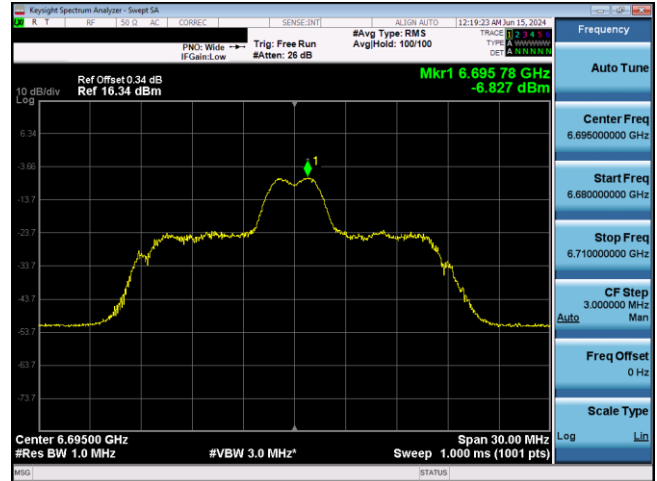 Keysight Spectrum Analyzer - Swept SA
R T RF 50 Ω AC CORREC SENSE:INT ALIGN AUTO 12:19:23 AM Jun 15, 2024
PNO: Wide Trig: Free Run #Avg Type: RMS TRACE 1 2 3 4 5 6
IFGain:Low #Atten: 26 dB Avg|Hold: 100/100 TYPE A WWWWW
DET A N N N N N
Mkr1 6.695 78 GHz
-6.827 dBm
Ref Offset 0.34 dB
10 dB/div Ref 16.34 dBm
Log
6.34
-3.66
1
-13.7
-23.7
-33.7
-43.7
-53.7
-63.7
-73.7
Center 6.69500 GHz Span 30.00 MHz
#Res BW 1.0 MHz #VBW 3.0 MHz* Sweep 1.000 ms (1001 pts)
MSG STATUS
Frequency
Auto Tune
Center Freq
6.695000000 GHz
Start Freq
6.680000000 GHz
Stop Freq
6.710000000 GHz
CF Step
3.000000 MHz
Auto Man
Freq Offset
0 Hz
Scale Type
Log Lin